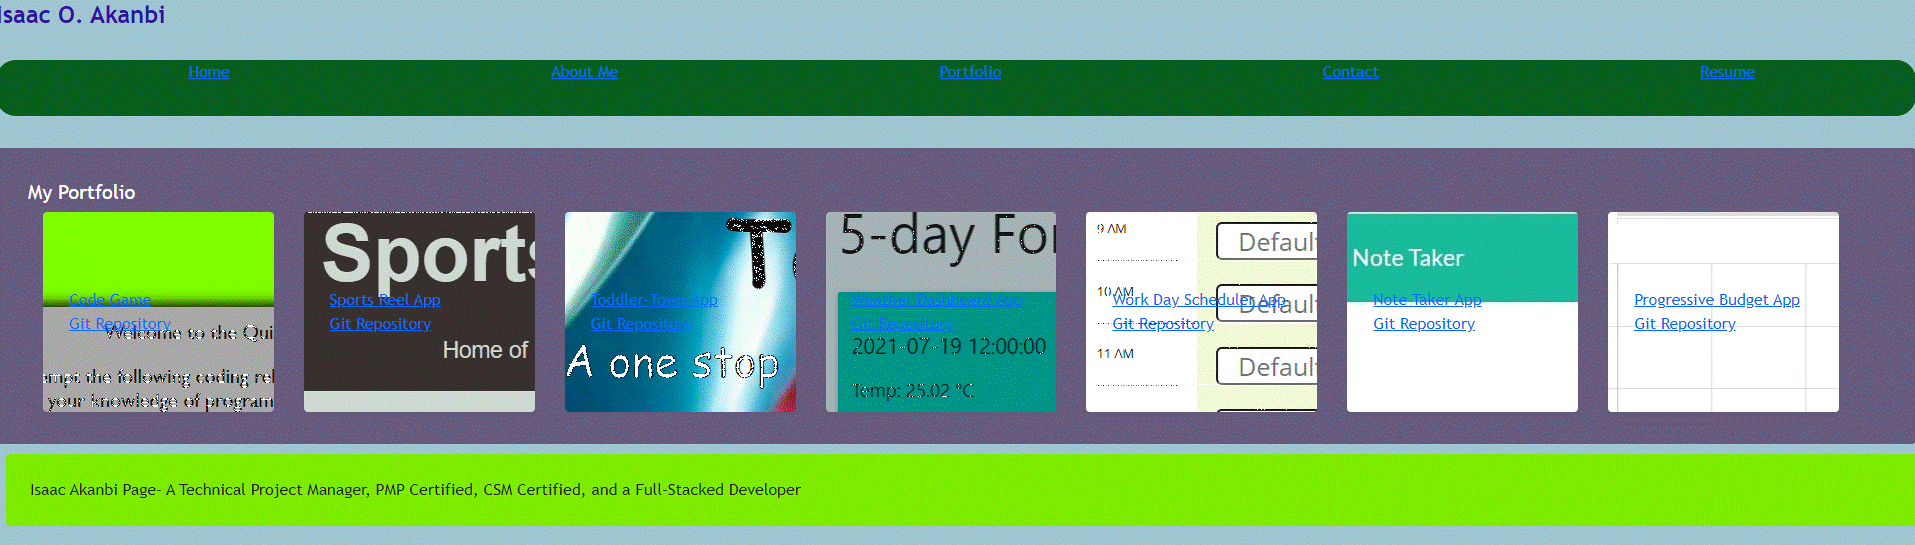 Isaac O. Akanbi
Home About Me Portfolio Contact Resume
My Portfolio
Code Game
Git Repository
Welcome to the Qui
empt the following coding rel
your knowledge of program
Sports
Sports Reel App
Git Repository
Home of
T
Toddler-Town App
Git Repository
A one stop
5-day For
Weather Dashboard App
Git Repository
2021-07-19 12:00:00
Temp: 25.02 °C
9 AM Default
Work Day Scheduler App
10 AM Default
Git Repository
11 AM Default
Note Taker
Note Taker App
Git Repository
Progressive Budget App
Git Repository
Isaac Akanbi Page- A Technical Project Manager, PMP Certified, CSM Certified, and a Full-Stacked Developer